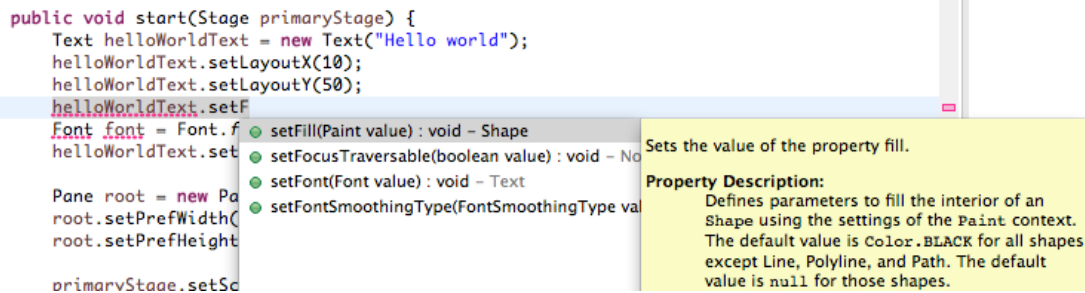 public void start(Stage primaryStage) {
Text helloWorldText = new Text("Hello world");
helloWorldText.setLayoutX(10);
helloWorldText.setLayoutY(50);
helloWorldText.setF
Font font = Font.f
helloWorldText.set
Pane root = new Pa
root.setPrefWidth(
root.setPrefHeight
primaryStage.setSc
setFill(Paint value) : void – Shape
setFocusTraversable(boolean value) : void – No
setFont(Font value) : void – Text
setFontSmoothingType(FontSmoothingType val
Sets the value of the property fill.
Property Description:
Defines parameters to fill the interior of an
Shape using the settings of the Paint context.
The default value is Color.BLACK for all shapes
except Line, Polyline, and Path. The default
value is null for those shapes.